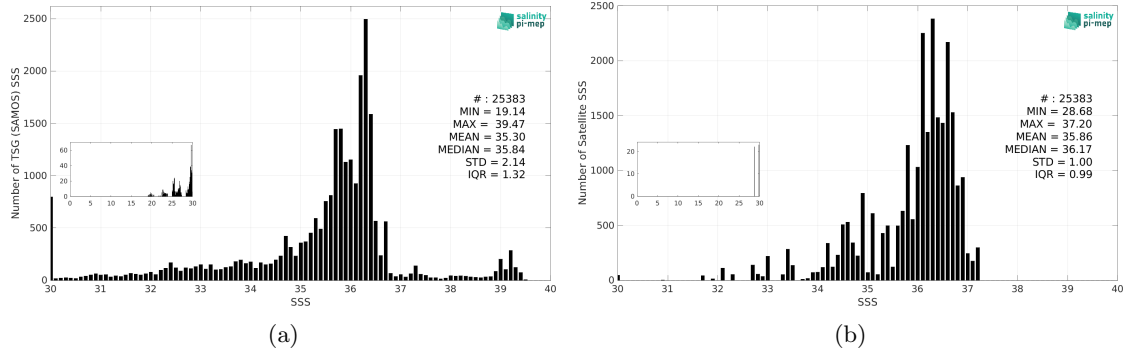 salinity
pi-mep
Number of TSG (SAMOS) SSS
2500
2000
1500
1000
500
0
# : 25383
MIN = 19.14
MAX = 39.47
MEAN = 35.30
MEDIAN = 35.84
STD = 2.14
IQR = 1.32
60
40
20
0
0 5 10 15 20 25 30
30 31 32 33 34 35 36 37 38 39 40
SSS
(a)
salinity
pi-mep
Number of Satellite SSS
2500
2000
1500
1000
500
0
# : 25383
MIN = 28.68
MAX = 37.20
MEAN = 35.86
MEDIAN = 36.17
STD = 1.00
IQR = 0.99
20
10
0
0 5 10 15 20 25 30
30 31 32 33 34 35 36 37 38 39 40
SSS
(b)